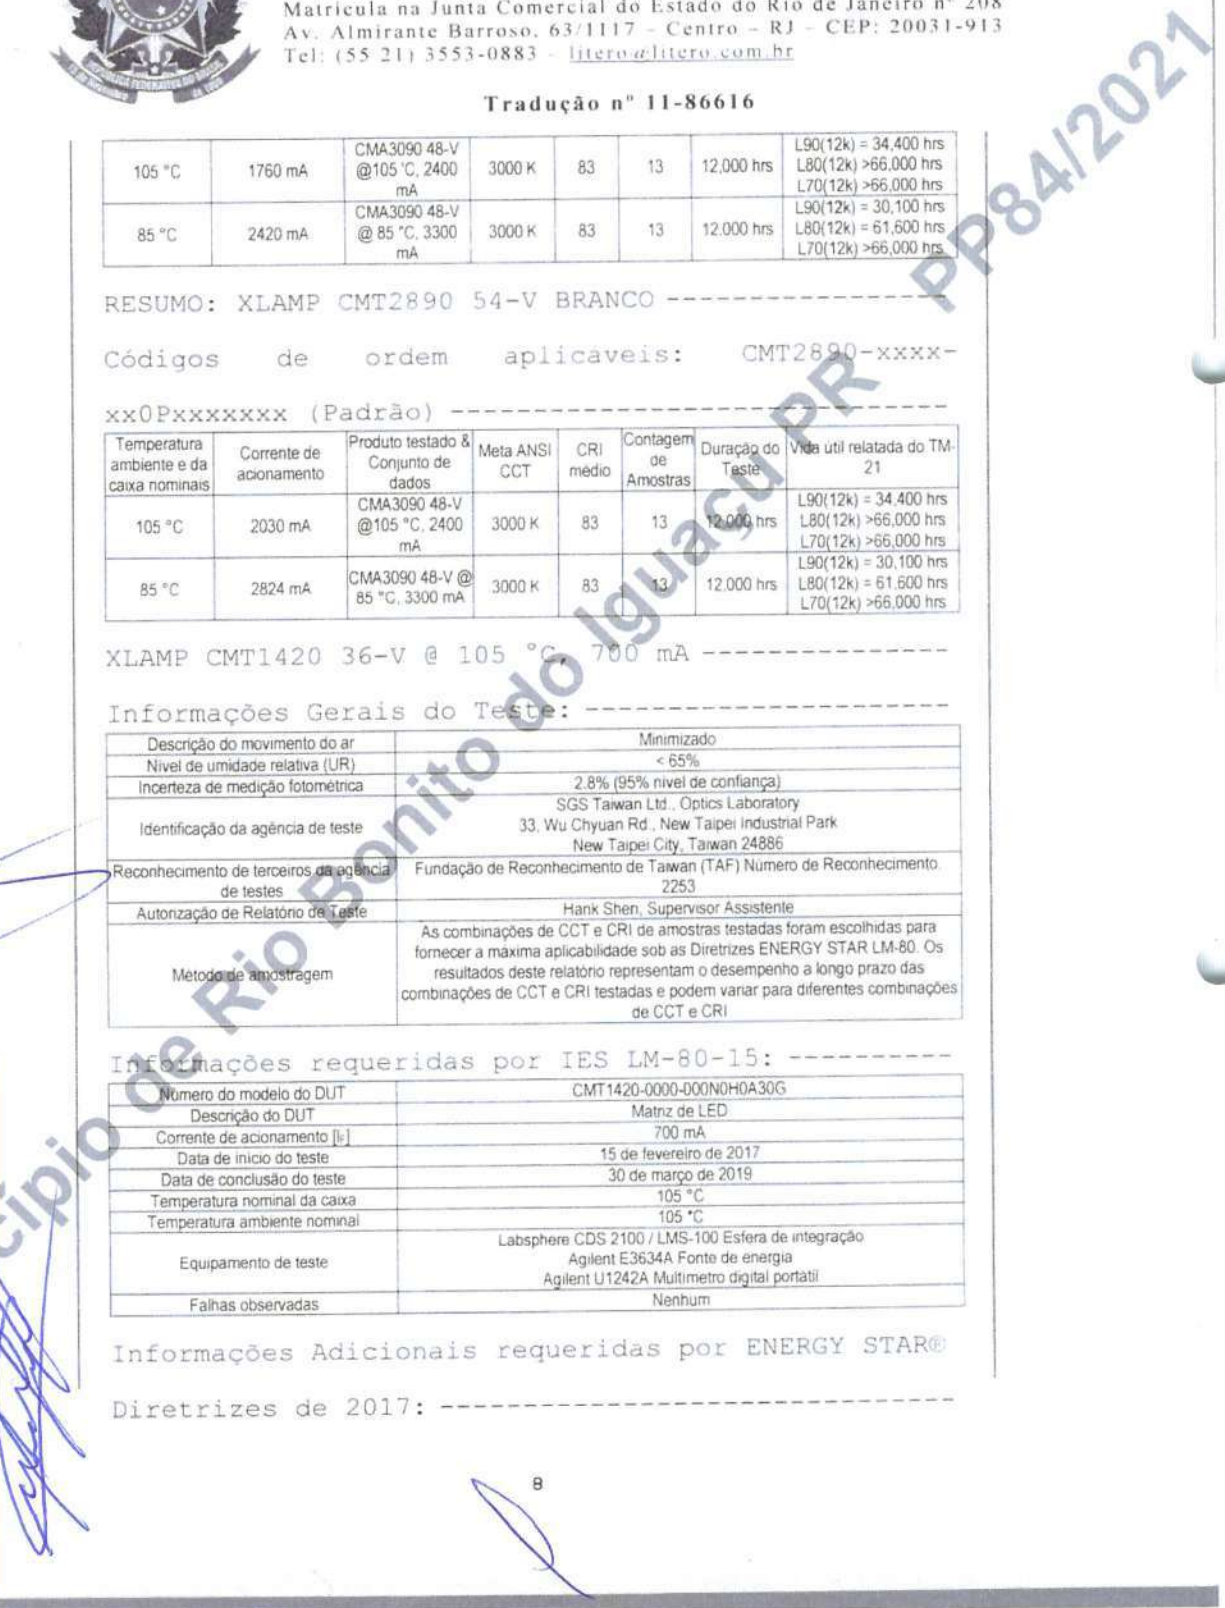 Matrícula na Junta Comercial do Estado do Rio de Janeiro nº 208
Av. Almirante Barroso, 63/1117 - Centro - RJ - CEP: 20031-913
Tel: (55 21) 3553-0883 - litero@litero.com.br
Tradução nº 11-86616
105 °C 1760 mA CMA3090 48-V @105 °C, 2400 mA 3000 K 83 13 12,000 hrs L90(12k) = 34,400 hrs L80(12k) >66,000 hrs L70(12k) >66,000 hrs
85 °C 2420 mA CMA3090 48-V @ 85 °C, 3300 mA 3000 K 83 13 12.000 hrs L90(12k) = 30,100 hrs L80(12k) = 61,600 hrs L70(12k) >66,000 hrs
RESUMO: XLAMP CMT2890 54-V BRANCO -----------------
Códigos de ordem aplicaveis: CMT2890-xxxx-
xx0Pxxxxxxx (Padrão) ------------------------------
Temperatura ambiente e da caixa nominais Corrente de acionamento Produto testado & Conjunto de dados Meta ANSI CCT CRI médio Contagem de Amostras Duração do Teste Vida útil relatada do TM-21
105 °C 2030 mA CMA3090 48-V @105 °C, 2400 mA 3000 K 83 13 12.000 hrs L90(12k) = 34,400 hrs L80(12k) >66,000 hrs L70(12k) >66,000 hrs
85 °C 2824 mA CMA3090 48-V @ 85 °C, 3300 mA 3000 K 83 13 12.000 hrs L90(12k) = 30,100 hrs L80(12k) = 61,600 hrs L70(12k) >66,000 hrs
XLAMP CMT1420 36-V @ 105 °C, 700 mA ---------------
Informações Gerais do Teste: ----------------------
Descrição do movimento do ar Minimizado
Nível de umidade relativa (UR) < 65%
Incerteza de medição fotométrica 2.8% (95% nível de confiança)
Identificação da agência de teste SGS Taiwan Ltd., Optics Laboratory
33, Wu Chyuan Rd., New Taipei Industrial Park
New Taipei City, Taiwan 24886
Reconhecimento de terceiros da agência de testes Fundação de Reconhecimento de Taiwan (TAF) Número de Reconhecimento. 2253
Autorização de Relatório de Teste Hank Shen, Supervisor Assistente
Método de amostragem As combinações de CCT e CRI de amostras testadas foram escolhidas para
fornecer a máxima aplicabilidade sob as Diretrizes ENERGY STAR LM-80. Os
resultados deste relatório representam o desempenho a longo prazo das
combinações de CCT e CRI testadas e podem variar para diferentes combinações
de CCT e CRI
Informações requeridas por IES LM-80-15: ----------
Número do modelo do DUT CMT1420-0000-000N0H0A30G
Descrição do DUT Matriz de LED
Corrente de acionamento [IF] 700 mA
Data de início do teste 15 de fevereiro de 2017
Data de conclusão do teste 30 de março de 2019
Temperatura nominal da caixa 105 °C
Temperatura ambiente nominal 105 °C
Equipamento de teste Labsphere CDS 2100 / LMS-100 Esfera de integração
Agilent E3634A Fonte de energia
Agilent U1242A Multímetro digital portátil
Falhas observadas Nenhum
Informações Adicionais requeridas por ENERGY STAR®
Diretrizes de 2017: -------------------------------
8
cípio de Rio Bonito do Iguaçu PR PP84/2021